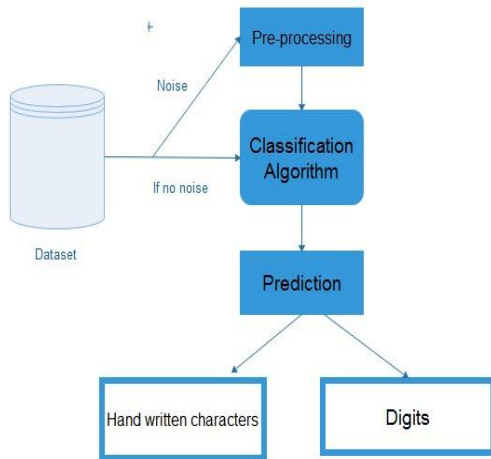 Pre-processing
Noise
Classification
Algorithm
If no noise
Dataset
Prediction
Hand written characters
Digits